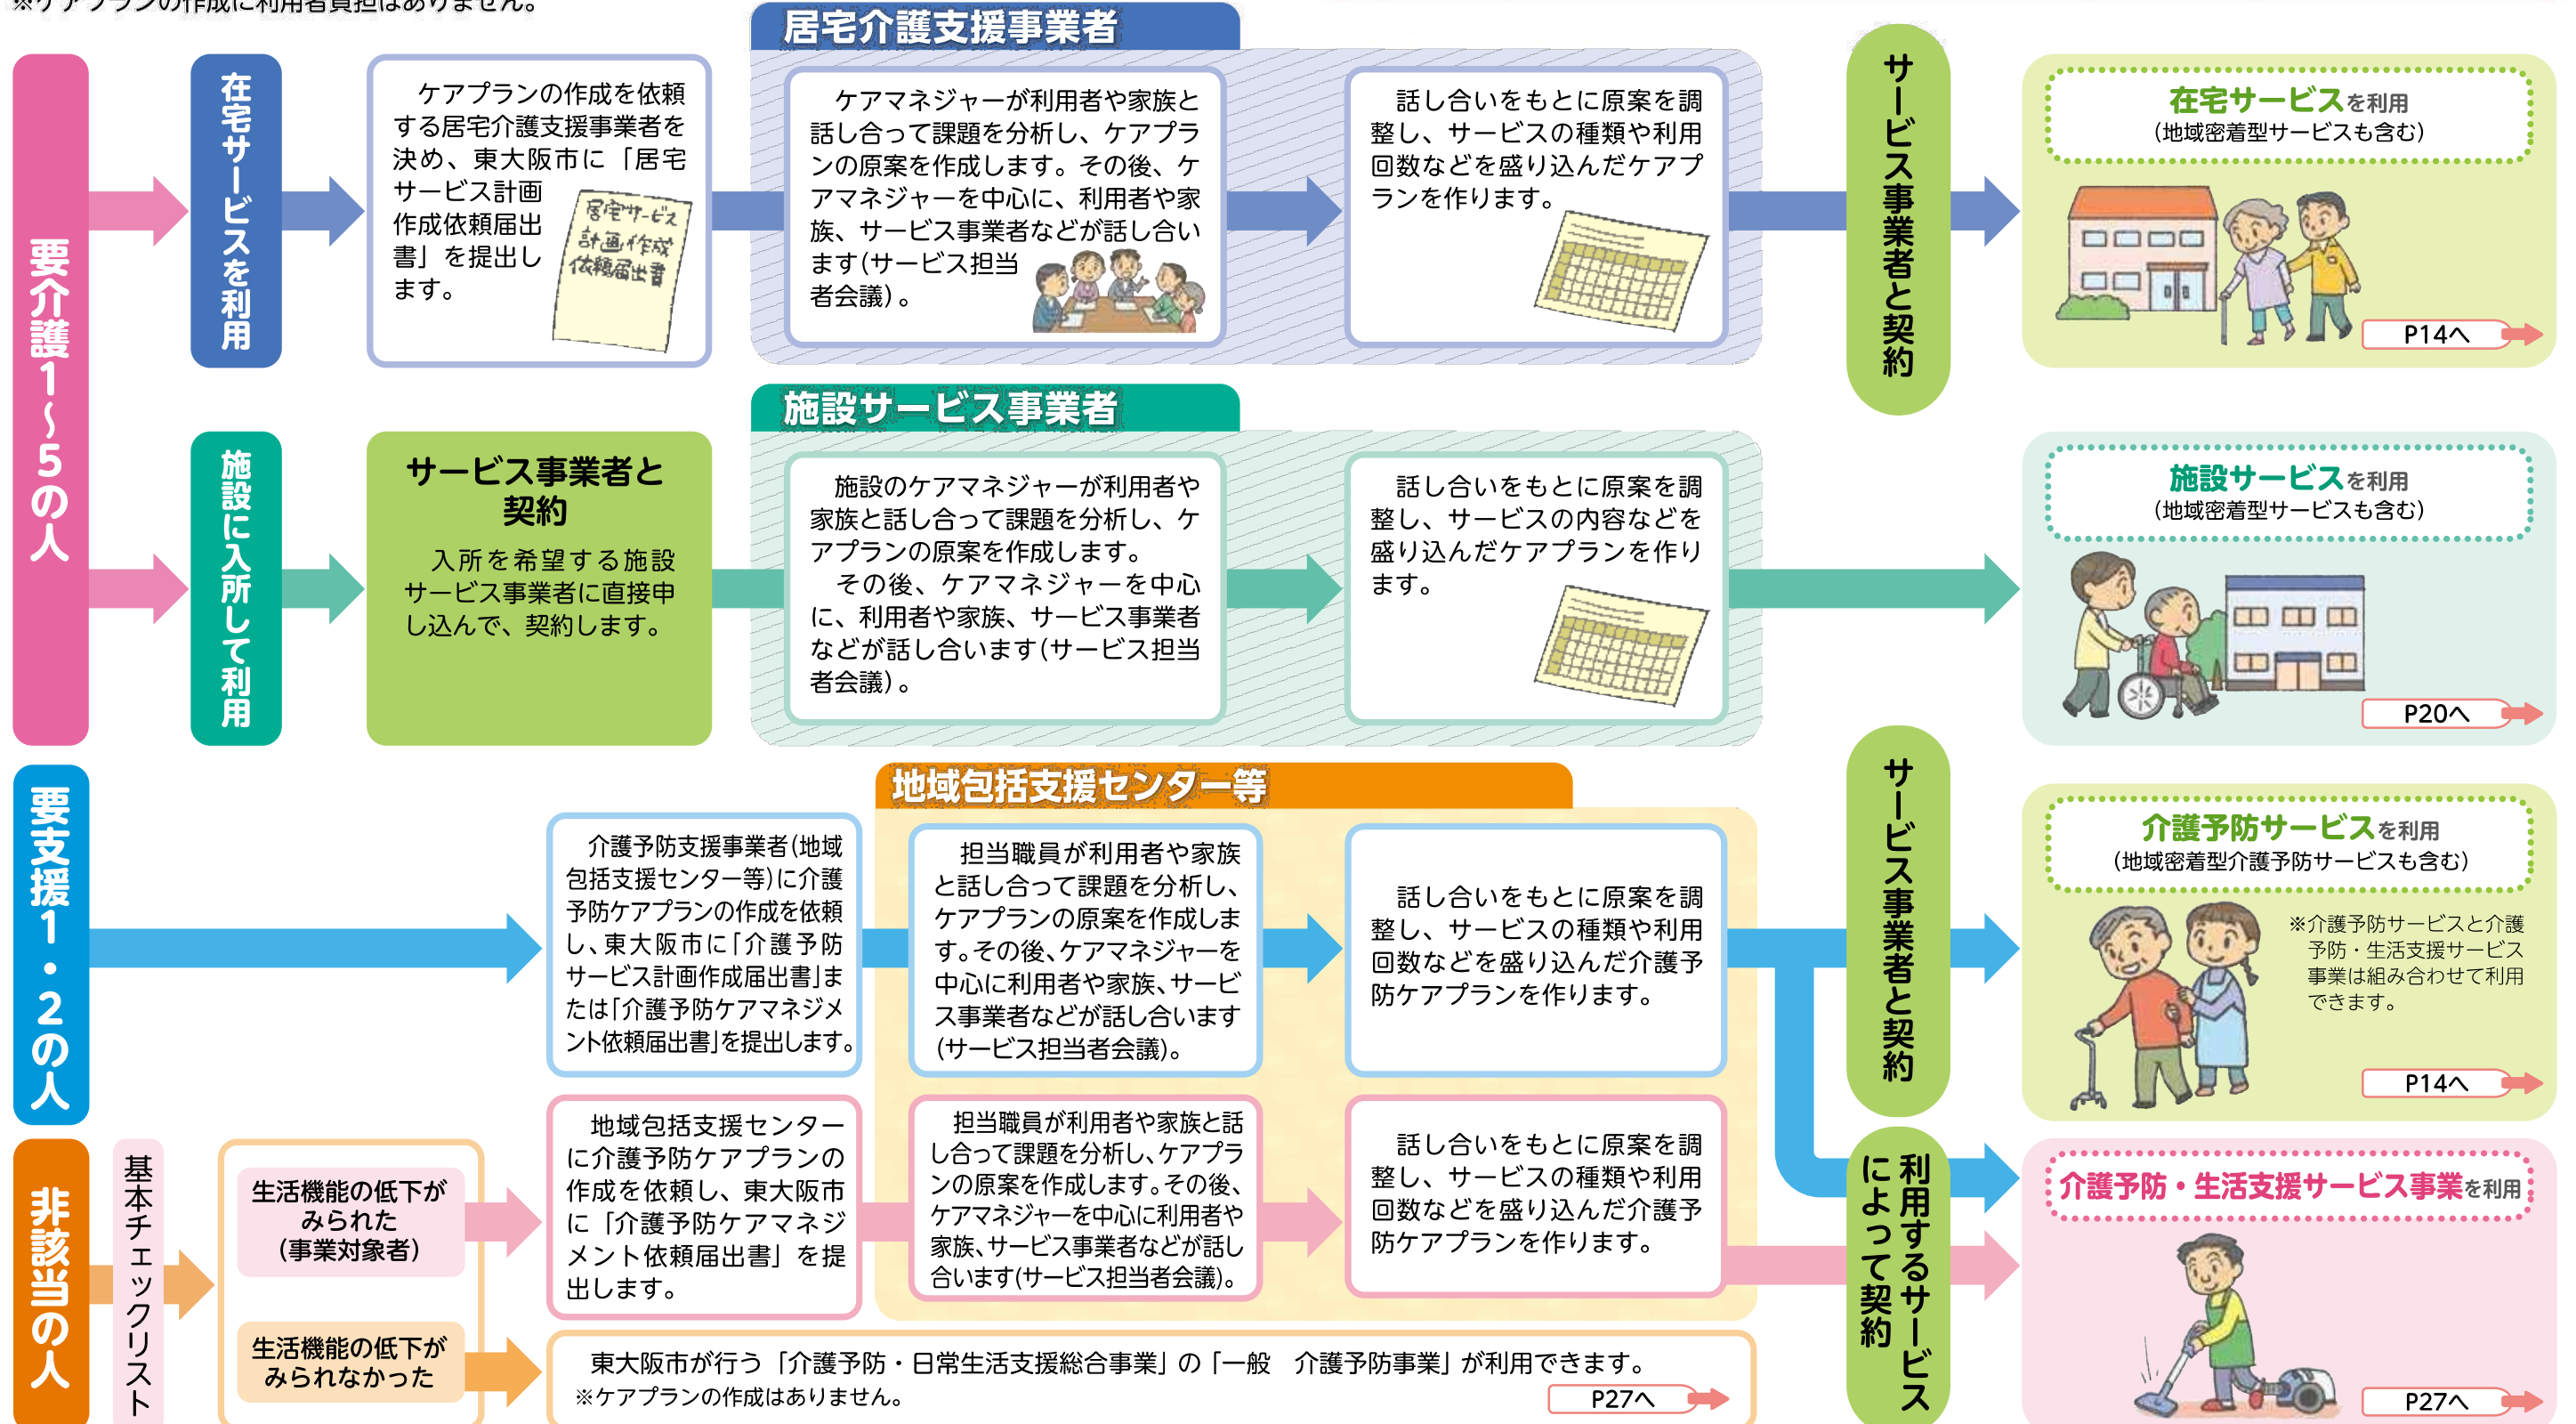 ※ケアプランの作成に利用者負担はありません。
要介護1～5の人
在宅サービスを利用
ケアプランの作成を依頼
する居宅介護支援事業者を
決め、東大阪市に「居宅
サービス計画
作成依頼届出
書」を提出し
ます。
居宅サービス
計画作成
依頼届出書
居宅介護支援事業者
ケアマネジャーが利用者や家族と
話し合って課題を分析し、ケアプラ
ンの原案を作成します。その後、ケ
アマネジャーを中心に、利用者や家
族、サービス事業者などが話し合い
ます(サービス担当
者会議)。
話し合いをもとに原案を調
整し、サービスの種類や利用
回数などを盛り込んだケアプ
ランを作ります。
サービス事業者と契約
在宅サービスを利用
(地域密着型サービスも含む)
P14へ
施設に入所して利用
サービス事業者と
契約
入所を希望する施設
サービス事業者に直接申
し込んで、契約します。
施設サービス事業者
施設のケアマネジャーが利用者や
家族と話し合って課題を分析し、ケ
アプランの原案を作成します。
その後、ケアマネジャーを中心
に、利用者や家族、サービス事業者
などが話し合います(サービス担当
者会議)。
話し合いをもとに原案を調
整し、サービスの内容などを
盛り込んだケアプランを作り
ます。
施設サービスを利用
(地域密着型サービスも含む)
P20へ
要支援1・2の人
介護予防支援事業者(地域
包括支援センター等)に介護
予防ケアプランの作成を依頼
し、東大阪市に「介護予防
サービス計画作成届出書」ま
たは「介護予防ケアマネジメ
ント依頼届出書」を提出します。
地域包括支援センター等
担当職員が利用者や家族
と話し合って課題を分析し、
ケアプランの原案を作成しま
す。その後、ケアマネジャーを
中心に利用者や家族、サービ
ス事業者などが話し合います
(サービス担当者会議)。
話し合いをもとに原案を調
整し、サービスの種類や利用
回数などを盛り込んだ介護予
防ケアプランを作ります。
サービス事業者と契約
介護予防サービスを利用
(地域密着型介護予防サービスも含む)
※介護予防サービスと介護
予防・生活支援サービス
事業は組み合わせて利用
できます。
P14へ
非該当の人
基本チェックリスト
生活機能の低下が
みられた
(事業対象者)
地域包括支援センター
に介護予防ケアプランの
作成を依頼し、東大阪市
に「介護予防ケアマネジ
メント依頼届出書」を提
出します。
担当職員が利用者や家族と話
し合って課題を分析し、ケアプラ
ンの原案を作成します。その後、
ケアマネジャーを中心に利用者や
家族、サービス事業者などが話し
合います(サービス担当者会議)。
話し合いをもとに原案を調
整し、サービスの種類や利用
回数などを盛り込んだ介護予
防ケアプランを作ります。
利用するサービス
によって契約
介護予防・生活支援サービス事業を利用
P27へ
生活機能の低下が
みられなかった
東大阪市が行う「介護予防・日常生活支援総合事業」の「一般　介護予防事業」が利用できます。
※ケアプランの作成はありません。
P27へ